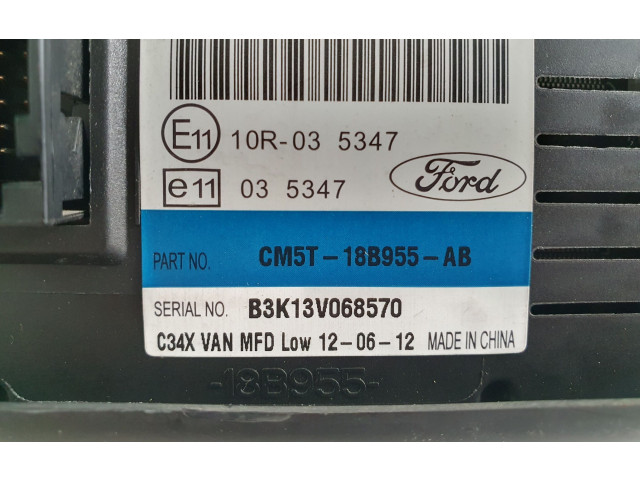 E11 10R-03 5347
e11 03 5347
Ford
PART NO. CM5T-18B955-AB
SERIAL NO. B3K13V068570
C34X VAN MFD Low 12-06-12 MADE IN CHINA
-18B955-